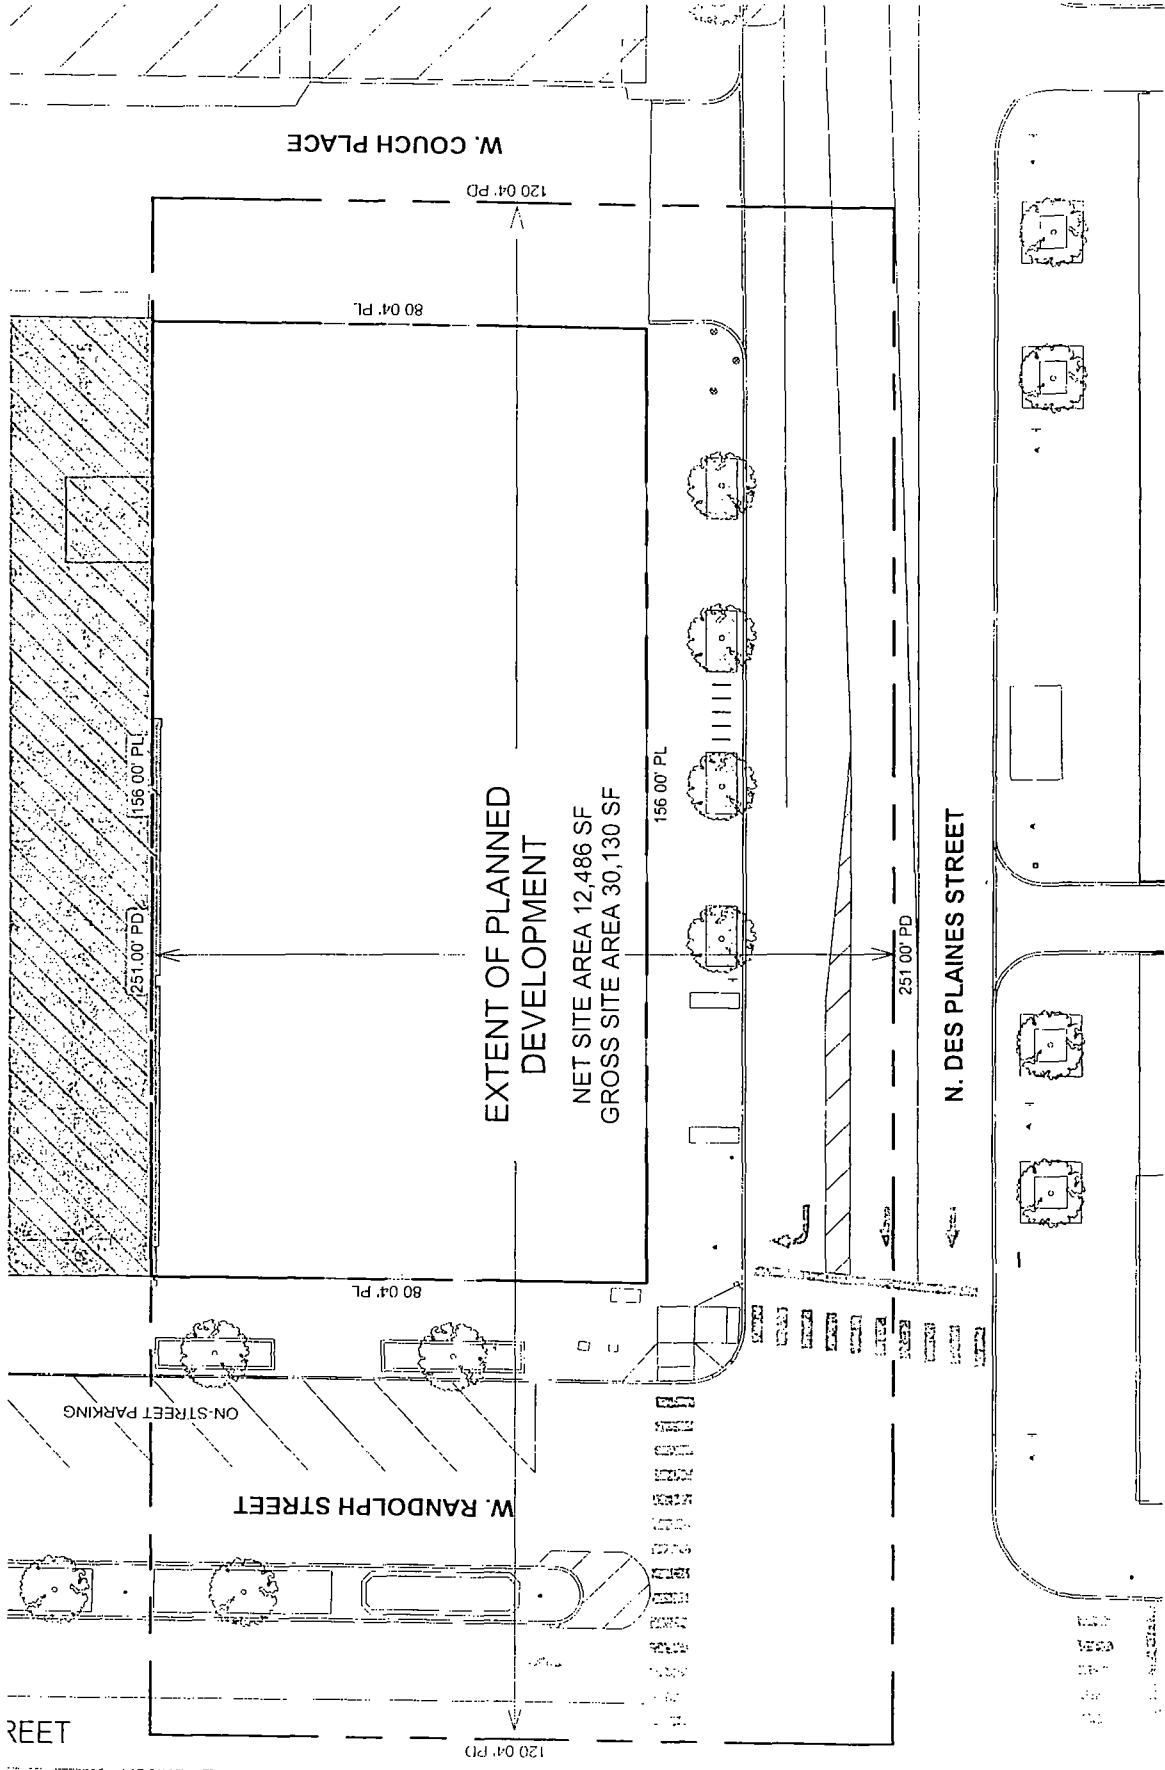 W. COUCH PLACE
120 04' PD
80 04' PL
156 00' PL
251.00' PD
EXTENT OF PLANNED
DEVELOPMENT
NET SITE AREA 12,486 SF
GROSS SITE AREA 30,130 SF
156 00' PL
251 00' PD
N. DES PLAINES STREET
80 04' PL
ON-STREET PARKING
W. RANDOLPH STREET
REET
120 04' PD